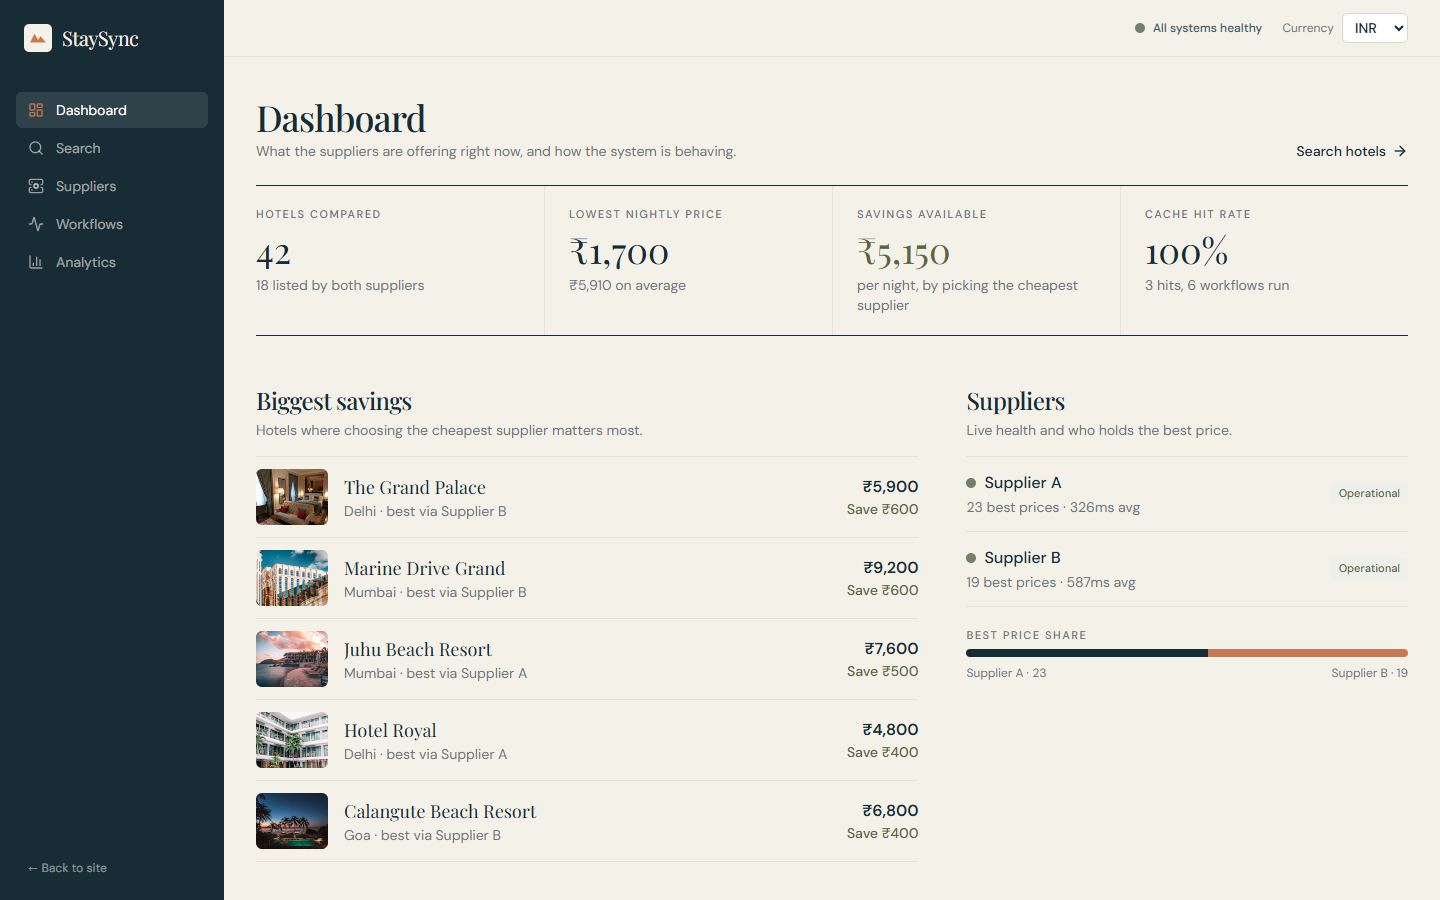 StaySync
Dashboard
Search
Suppliers
Workflows
Analytics
← Back to site
All systems healthy
Currency
INR
Dashboard
What the suppliers are offering right now, and how the system is behaving.
Search hotels →
HOTELS COMPARED
42
18 listed by both suppliers
LOWEST NIGHTLY PRICE
₹1,700
₹5,910 on average
SAVINGS AVAILABLE
₹5,150
per night, by picking the cheapest
supplier
CACHE HIT RATE
100%
3 hits, 6 workflows run
Biggest savings
Hotels where choosing the cheapest supplier matters most.
The Grand Palace
Delhi · best via Supplier B
₹5,900
Save ₹600
Marine Drive Grand
Mumbai · best via Supplier B
₹9,200
Save ₹600
Juhu Beach Resort
Mumbai · best via Supplier A
₹7,600
Save ₹500
Hotel Royal
Delhi · best via Supplier A
₹4,800
Save ₹400
Calangute Beach Resort
Goa · best via Supplier B
₹6,800
Save ₹400
Suppliers
Live health and who holds the best price.
Supplier A
23 best prices · 326ms avg
Operational
Supplier B
19 best prices · 587ms avg
Operational
BEST PRICE SHARE
Supplier A · 23
Supplier B · 19